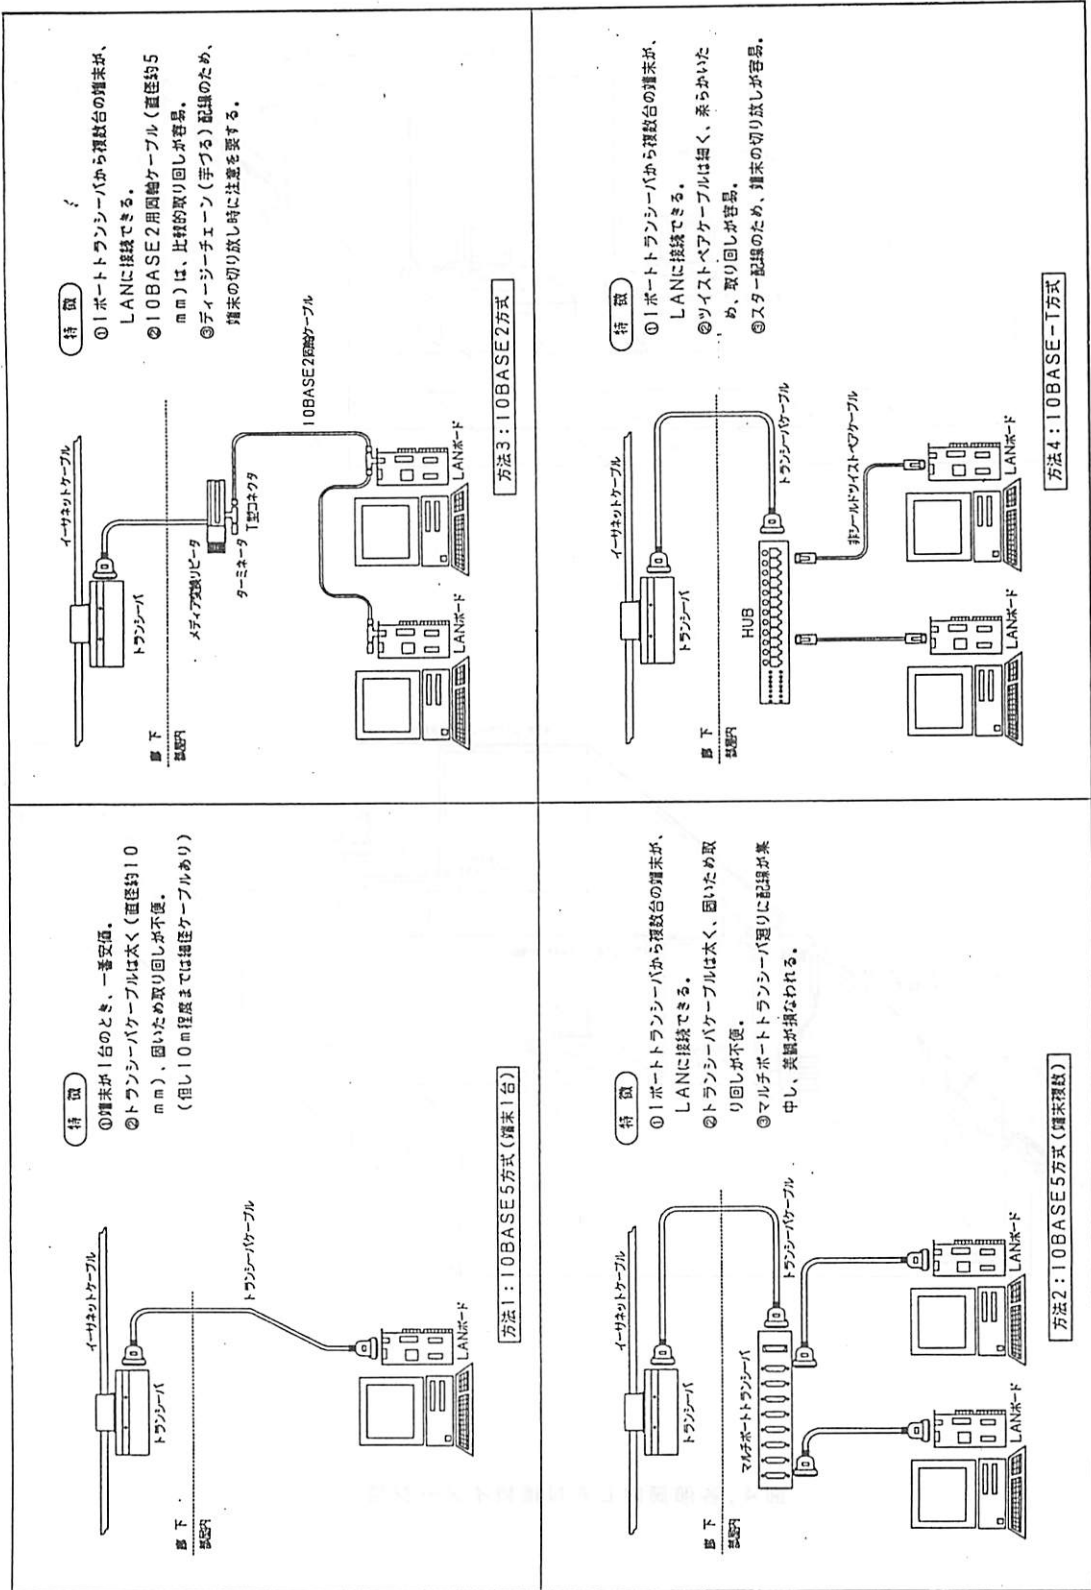 イーサネットケーブル
トランシーバ
廊 下
部屋内
トランシーバケーブル
LANボード
特 徴
①端末が1台のとき、一番安価。
②トランシーバケーブルは太く(直径約10
mm)、固いため取り回しが不便。
(但し10m程度までは細径ケーブルあり)
方法1:10BASE5方式(端末1台)
イーサネットケーブル
トランシーバ
廊 下
部屋内
メディア変換リピータ
ターミネータ
T型コネクタ
10BASE2同軸ケーブル
LANボード
LANボード
特 徴
①1ポートトランシーバから複数台の端末が、
LANに接続できる。
②10BASE2用同軸ケーブル(直径約5
mm)は、比較的取り回しが容易。
③ディージーチェーン(芋づる)配線のため、
端末の切り放し時に注意を要する。
方法3:10BASE2方式
イーサネットケーブル
トランシーバ
廊 下
部屋内
マルチポートトランシーバ
トランシーバケーブル
LANボード
LANボード
特 徴
①1ポートトランシーバから複数台の端末が、
LANに接続できる。
②トランシーバケーブルは太く、固いため取
り回しが不便。
③マルチポートトランシーバ廻りに配線が集
中し、美観が損なわれる。
方法2:10BASE5方式(端末複数)
イーサネットケーブル
トランシーバ
廊 下
部屋内
HUB
トランシーバケーブル
非シールドツイストペアケーブル
LANボード
LANボード
特 徴
①1ポートトランシーバから複数台の端末が、
LANに接続できる。
②ツイストペアケーブルは細く、柔らかいた
め、取り回しが容易。
③スター配線のため、端末の切り放しが容易。
方法4:10BASE-T方式